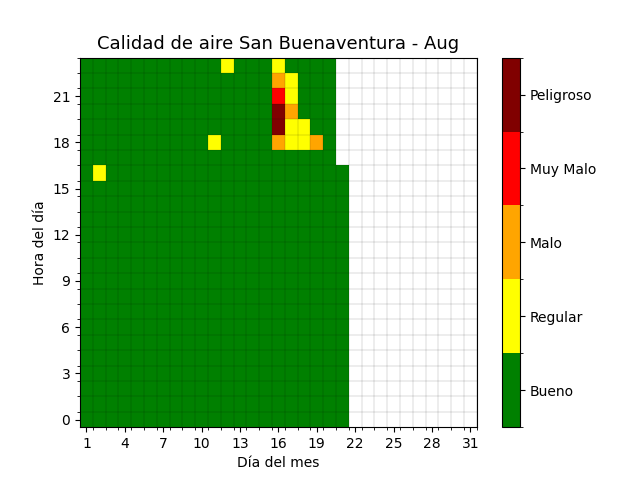 Calidad de aire San Buenaventura - Aug
Hora del día
21
18
15
12
9
6
3
0
1 4 7 10 13 16 19 22 25 28 31
Día del mes
Peligroso
Muy Malo
Malo
Regular
Bueno